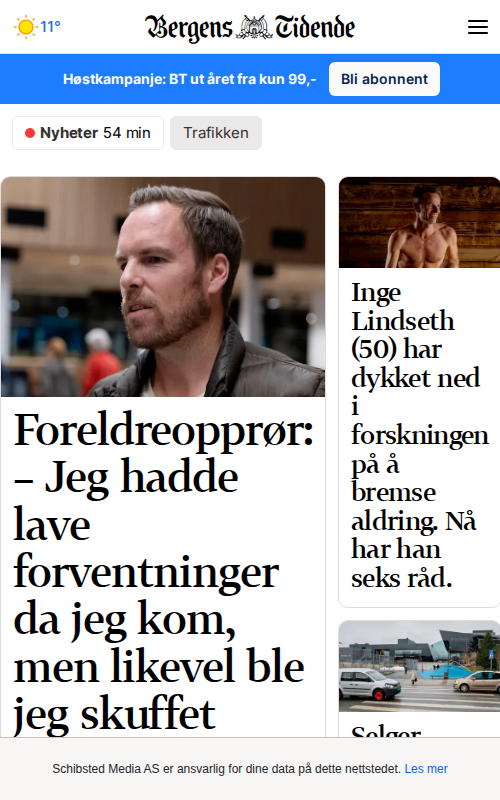 11°
Bergens Tidende
Høstkampanje: BT ut året fra kun 99,-
Bli abonnent
Nyheter 54 min
Trafikken
Foreldreopprør:
– Jeg hadde
lave
forventninger
da jeg kom,
men likevel ble
jeg skuffet
Inge
Lindseth
(50) har
dykket ned
i
forskningen
på å
bremse
aldring. Nå
har han
seks råd.
Selger
Schibsted Media AS er ansvarlig for dine data på dette nettstedet. Les mer